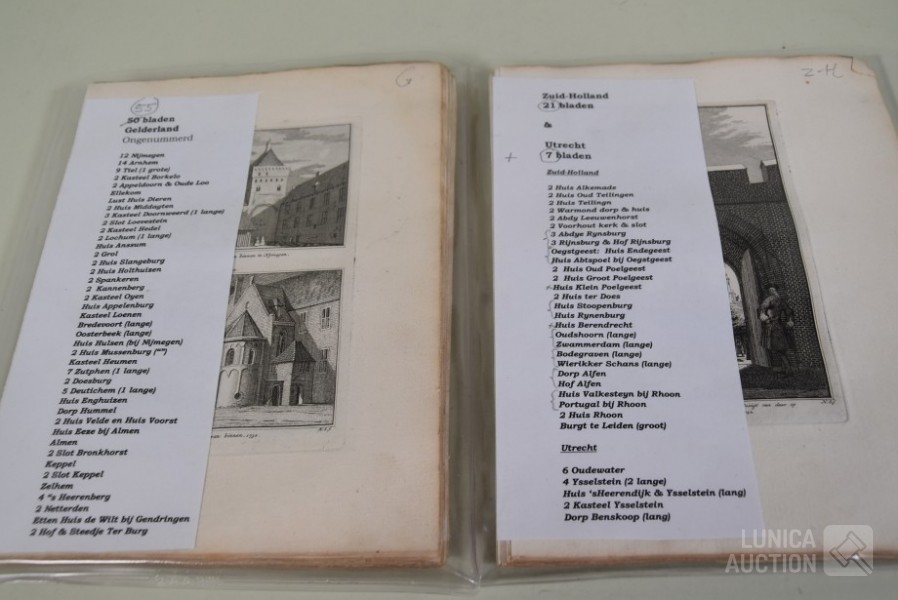 G
55
50 bladen
Gelderland
Ongenummerd
12 Nijmegen
14 Arnhem
9 Tiel (1 grote)
2 Kasteel Borkelo
2 Appeldoorn & Oude Loo
Ellekom
Lust Huis Dieren
2 Huis Middagten
3 Kasteel Doornweerd (1 lange)
2 Slot Loevestein
2 Kasteel Hedel
2 Lochum (1 lange)
Huis Anssum
2 Grol
2 Huis Slangeburg
2 Huis Holthuizen
2 Spankeren
2 Kannenberg
2 Kasteel Oyen
Huis Appelenburg
Kasteel Loenen
Bredevoort (lange)
Oosterbeek (lange)
Huis Hulsen (bij Nijmegen)
2 Huis Mussenburg ("")
Kasteel Heumen
7 Zutphen (1 lange)
2 Doesburg
5 Deutichem (1 lange)
Huis Enghuizen
Dorp Hummel
2 Huis Velde en Huis Voorst
Huis Eeze bij Almen
Almen
2 Slot Bronkhorst
Keppel
2 Slot Keppel
Zelhem
4 "s Heerenberg
2 Netterden
Etten Huis de Wilt bij Gendringen
2 Hof & Steedje Ter Burg
Z-H
Zuid-Holland
21 bladen
&
Utrecht
+ 7 bladen
Zuid-Holland
2 Huis Alkemade
2 Huis Oud Teilingen
2 Huis Teilingn
2 Warmond dorp & huis
2 Abdy Leeuwenhorst
2 Voorhout kerk & slot
3 Abdye Rynsburg
3 Rijnsburg & Hof Rijnsburg
Oegstgeest: Huis Endegeest
Huis Abtspoel bij Oegstgeest
2 Huis Oud Poelgeest
2 Huis Groot Poelgeest
Huis Klein Poelgeest
2 Huis ter Does
Huis Stoopenburg
Huis Rynenburg
Huis Berendrecht
Oudshoorn (lange)
Zwammerdam (lange)
Bodegraven (lange)
Wierikker Schans (lange)
Dorp Alfen
Hof Alfen
Huis Valkesteyn bij Rhoon
Portugal bij Rhoon
2 Huis Rhoon
Burgt te Leiden (groot)
Utrecht
6 Oudewater
4 Ysselstein (2 lange)
Huis 'sHeerendijk & Ysselstein (lang)
2 Kasteel Ysselstein
Dorp Benskoop (lang)
LUNICA
AUCTION